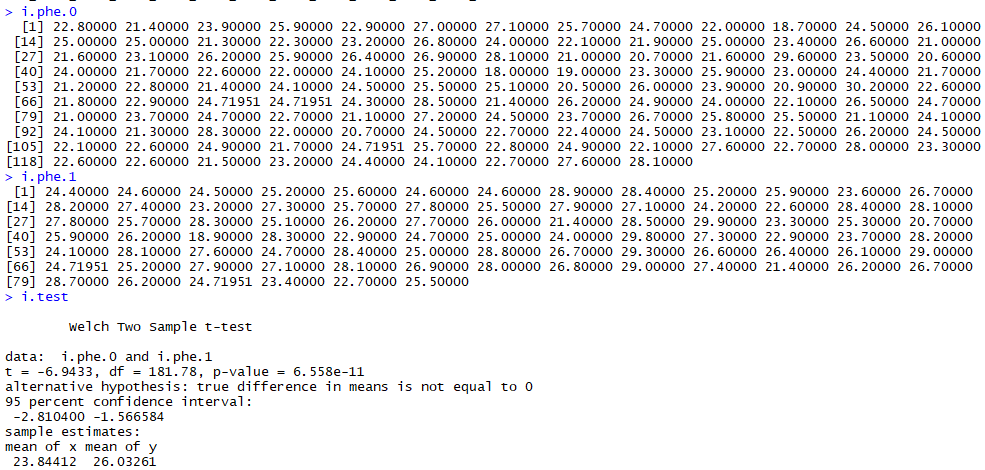 > i.phe.0
[1] 22.80000 21.40000 23.90000 25.90000 22.90000 27.00000 27.10000 25.70000 24.70000 22.00000 18.70000 24.50000 26.10000
[14] 25.00000 25.00000 21.30000 22.30000 23.20000 26.80000 24.00000 22.10000 21.90000 25.00000 23.40000 26.60000 21.00000
[27] 21.60000 23.10000 26.20000 25.90000 26.40000 26.90000 28.10000 21.00000 20.70000 21.60000 29.60000 23.50000 20.60000
[40] 24.00000 21.70000 22.60000 22.00000 24.10000 25.20000 18.00000 19.00000 23.30000 25.90000 23.00000 24.40000 21.70000
[53] 21.20000 22.80000 21.40000 24.10000 24.50000 25.50000 25.10000 20.50000 26.00000 23.90000 20.90000 30.20000 22.60000
[66] 21.80000 22.90000 24.71951 24.71951 24.30000 28.50000 21.40000 26.20000 24.90000 24.00000 22.10000 26.50000 24.70000
[79] 21.00000 23.70000 24.70000 22.70000 21.10000 27.20000 24.50000 23.70000 26.70000 25.80000 25.50000 21.10000 24.10000
[92] 24.10000 21.30000 28.30000 22.00000 20.70000 24.50000 22.70000 22.40000 24.50000 23.10000 22.50000 26.20000 24.50000
[105] 22.10000 22.60000 24.90000 21.70000 24.71951 25.70000 22.80000 24.90000 22.10000 27.60000 22.70000 28.00000 23.30000
[118] 22.60000 22.60000 21.50000 23.20000 24.40000 24.10000 22.70000 27.60000 28.10000
> i.phe.1
[1] 24.40000 24.60000 24.50000 25.20000 25.60000 24.60000 24.60000 28.90000 28.40000 25.20000 25.90000 23.60000 26.70000
[14] 28.20000 27.40000 23.20000 27.30000 25.70000 27.80000 25.50000 27.90000 27.10000 24.20000 22.60000 28.40000 28.10000
[27] 27.80000 25.70000 28.30000 25.10000 26.20000 27.70000 26.00000 21.40000 28.50000 29.90000 23.30000 25.30000 20.70000
[40] 25.90000 26.20000 18.90000 28.30000 22.90000 24.70000 25.00000 24.00000 29.80000 27.30000 22.90000 23.70000 28.20000
[53] 24.10000 28.10000 27.60000 24.70000 28.40000 25.00000 28.80000 26.70000 29.30000 26.60000 26.40000 26.10000 29.00000
[66] 24.71951 25.20000 27.90000 27.10000 28.10000 26.90000 28.00000 26.80000 29.00000 27.40000 21.40000 26.20000 26.70000
[79] 28.70000 26.20000 24.71951 23.40000 22.70000 25.50000
> i.test
Welch Two Sample t-test
data:  i.phe.0 and i.phe.1
t = -6.9433, df = 181.78, p-value = 6.558e-11
alternative hypothesis: true difference in means is not equal to 0
95 percent confidence interval:
-2.810400 -1.566584
sample estimates:
mean of x mean of y
23.84412  26.03261